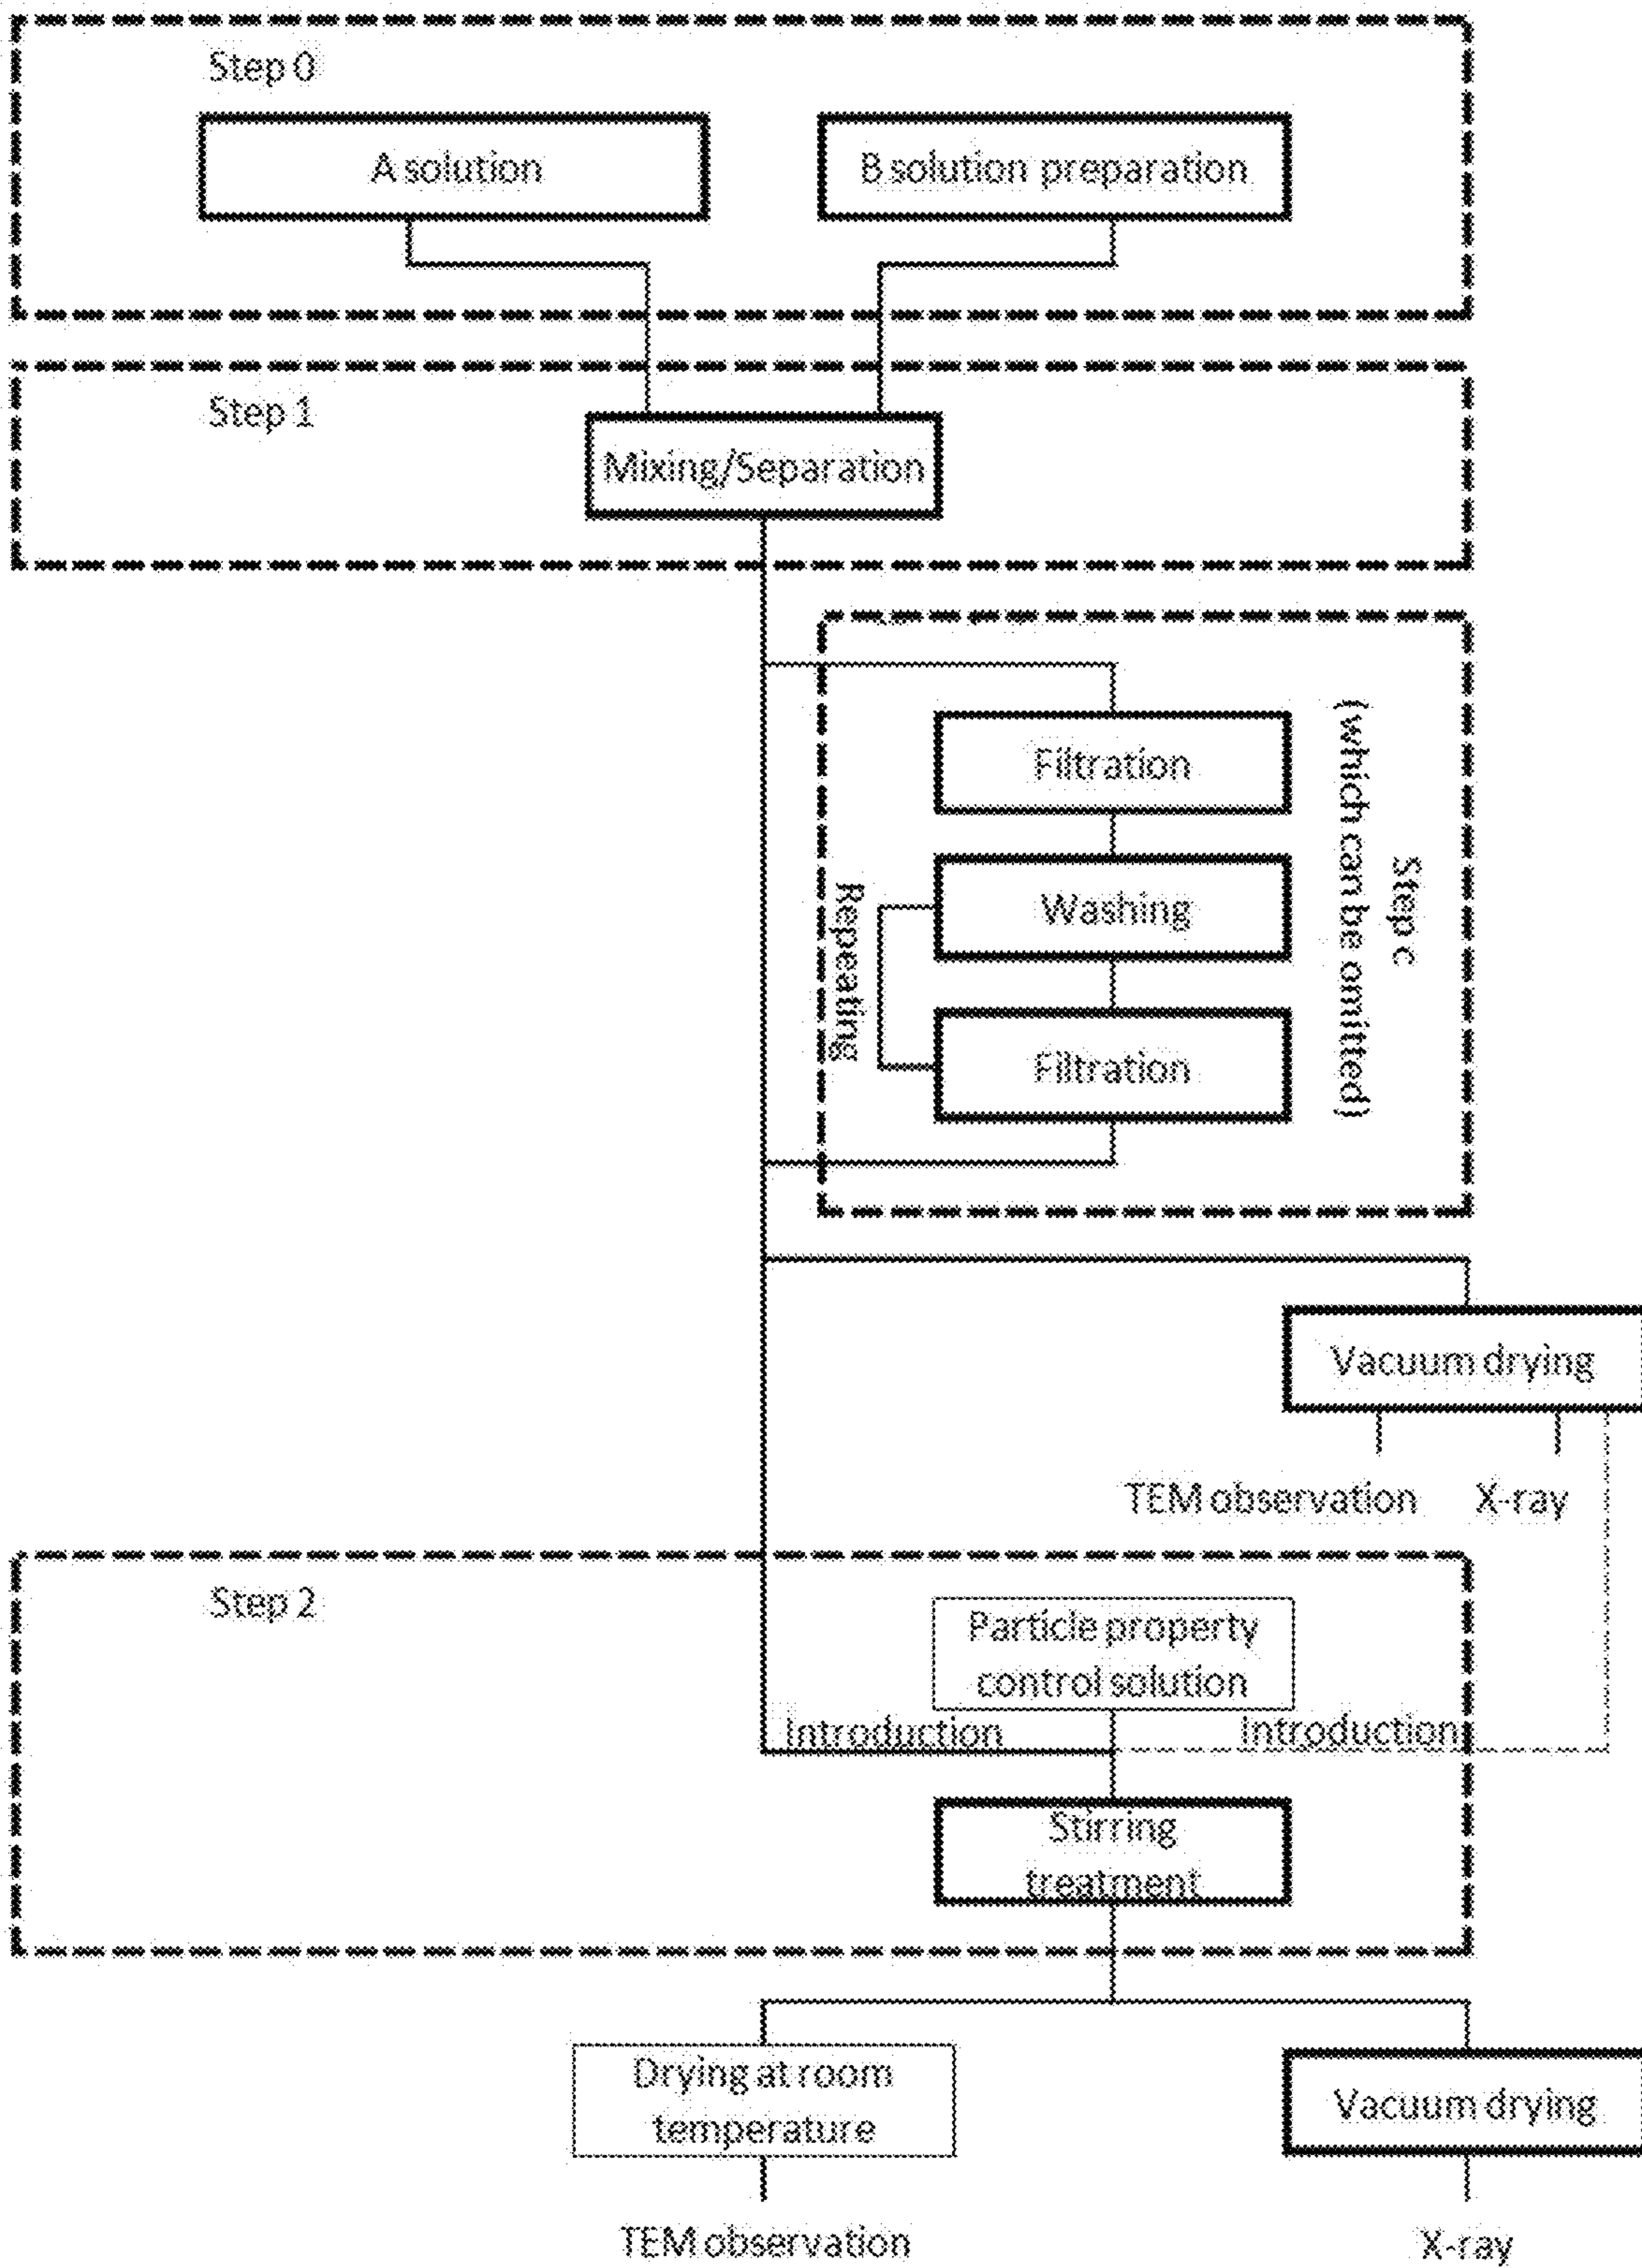 Step 0
A solution
B solution preparation
Step 1
Mixing/Separation
Filtration
Washing
Filtration
Repeating
Step c
(which can be omitted)
Vacuum drying
TEM observation
X-ray
Step 2
Particle property
control solution
Introduction
Introduction
Stirring
treatment
Drying at room
temperature
Vacuum drying
TEM observation
X-ray